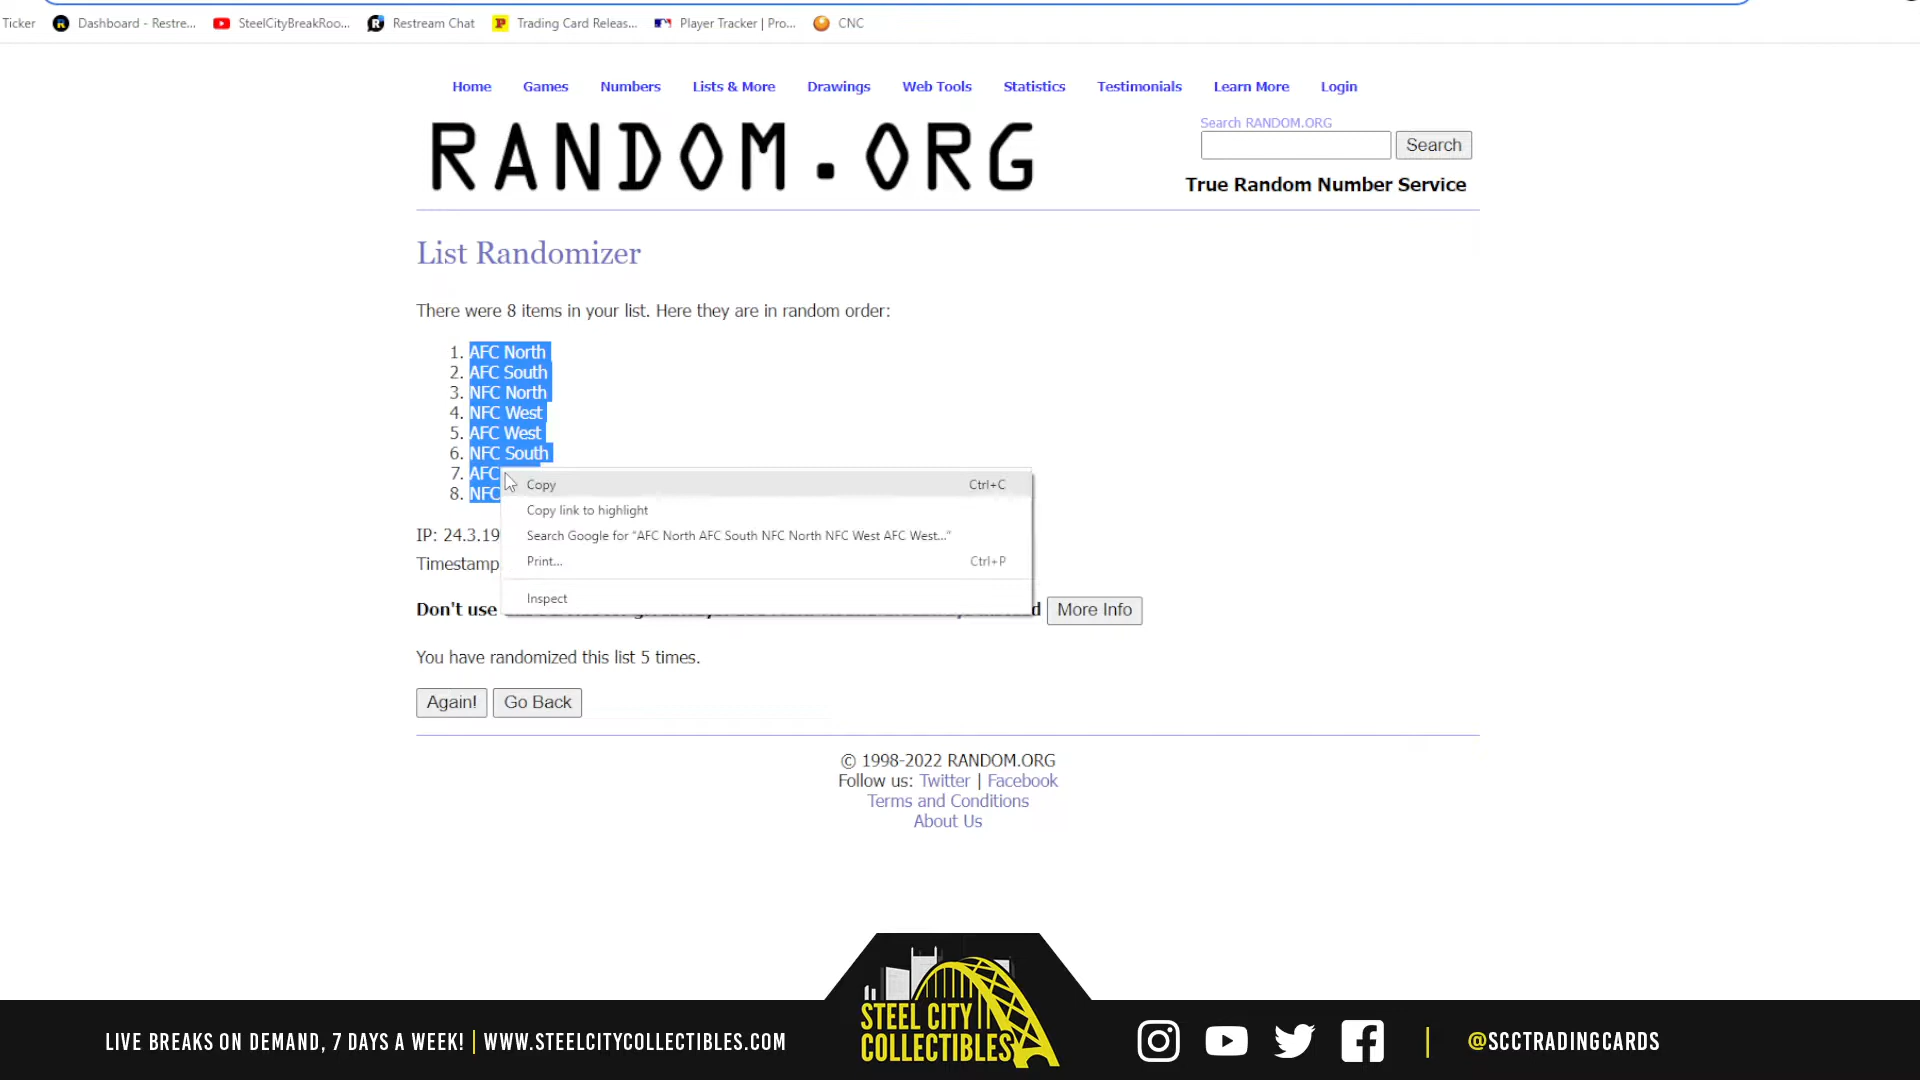 Ticker Dashboard - Restre... SteelCityBreakRoo... Restream Chat Trading Card Releas... Player Tracker | Pro... CNC
Home Games Numbers Lists & More Drawings Web Tools Statistics Testimonials Learn More Login
RANDOM.ORG
Search RANDOM.ORG
Search
True Random Number Service
List Randomizer
There were 8 items in your list. Here they are in random order:
1. AFC North
2. AFC South
3. NFC North
4. NFC West
5. AFC West
6. NFC South
7. AFC
8. NFC
Copy Ctrl+C
Copy link to highlight
Search Google for “AFC North AFC South NFC North NFC West AFC West...”
Print... Ctrl+P
Inspect
IP: 24.3.19
Timestamp
Don't use
More Info
You have randomized this list 5 times.
Again! Go Back
© 1998-2022 RANDOM.ORG
Follow us: Twitter | Facebook
Terms and Conditions
About Us
LIVE BREAKS ON DEMAND, 7 DAYS A WEEK! | WWW.STEELCITYCOLLECTIBLES.COM
STEEL CITY
COLLECTIBLES
| @SCCTRADINGCARDS